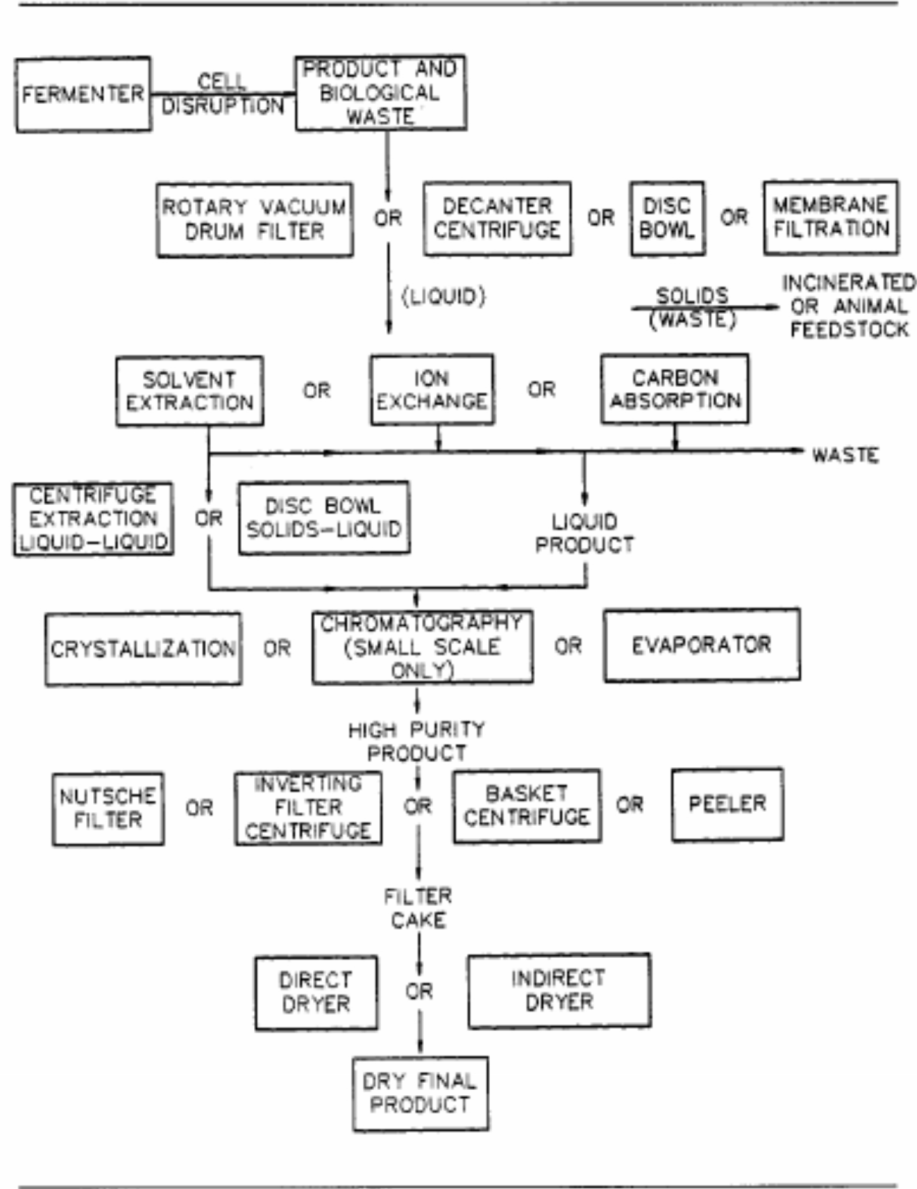 FERMENTER
CELL
DISRUPTION
PRODUCT AND
BIOLOGICAL
WASTE
ROTARY VACUUM
DRUM FILTER
OR
DECANTER
CENTRIFUGE
OR
DISC
BOWL
OR
MEMBRANE
FILTRATION
(LIQUID)
SOLIDS
(WASTE)
INCINERATED
OR ANIMAL
FEEDSTOCK
SOLVENT
EXTRACTION
OR
ION
EXCHANGE
OR
CARBON
ABSORPTION
WASTE
CENTRIFUGE
EXTRACTION
LIQUID-LIQUID
OR
DISC BOWL
SOLIDS-LIQUID
LIQUID
PRODUCT
CRYSTALLIZATION
OR
CHROMATOGRAPHY
(SMALL SCALE
ONLY)
OR
EVAPORATOR
HIGH PURITY
PRODUCT
NUTSCHE
FILTER
OR
INVERTING
FILTER
CENTRIFUGE
OR
BASKET
CENTRIFUGE
OR
PEELER
FILTER
CAKE
DIRECT
DRYER
OR
INDIRECT
DRYER
DRY FINAL
PRODUCT